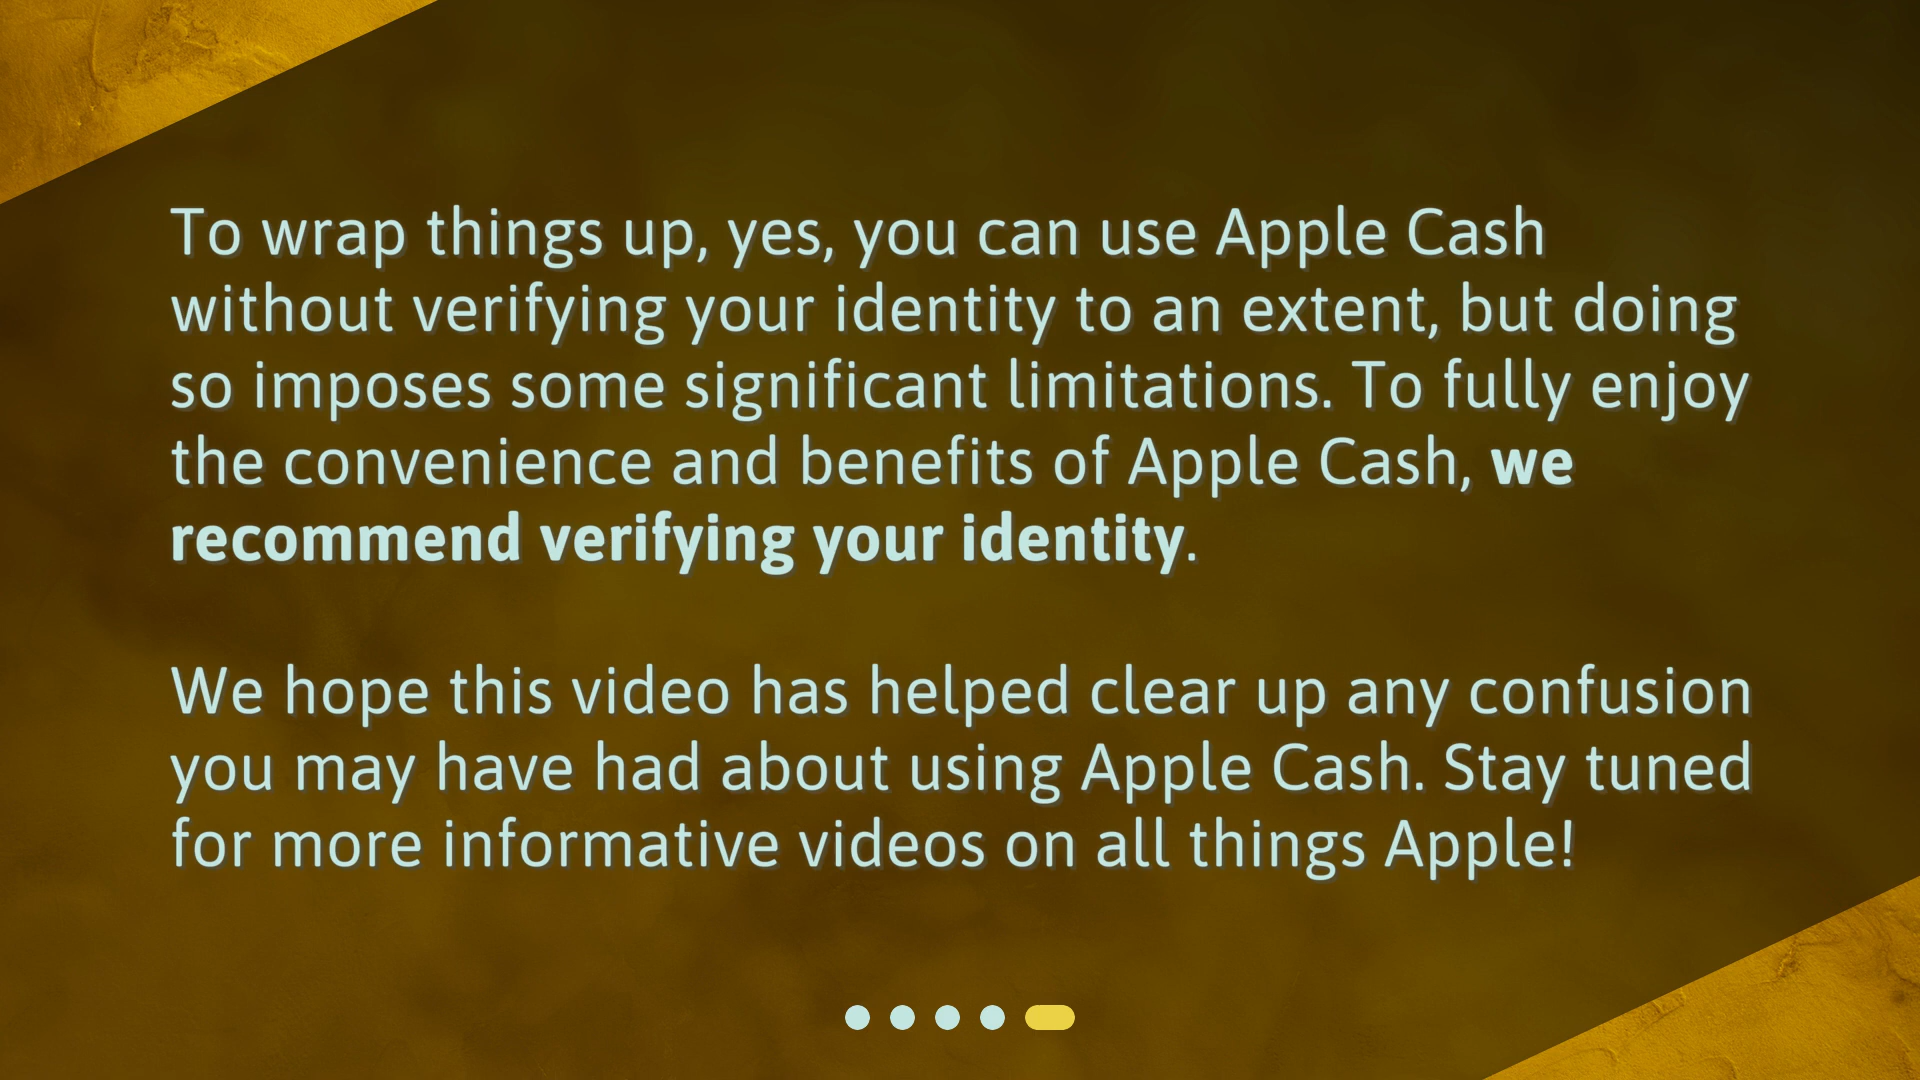 To wrap things up, yes, you can use Apple Cash
without verifying your identity to an extent, but doing
so imposes some significant limitations. To fully enjoy
the convenience and benefits of Apple Cash, we
recommend verifying your identity.
We hope this video has helped clear up any confusion
you may have had about using Apple Cash. Stay tuned
for more informative videos on all things Apple!